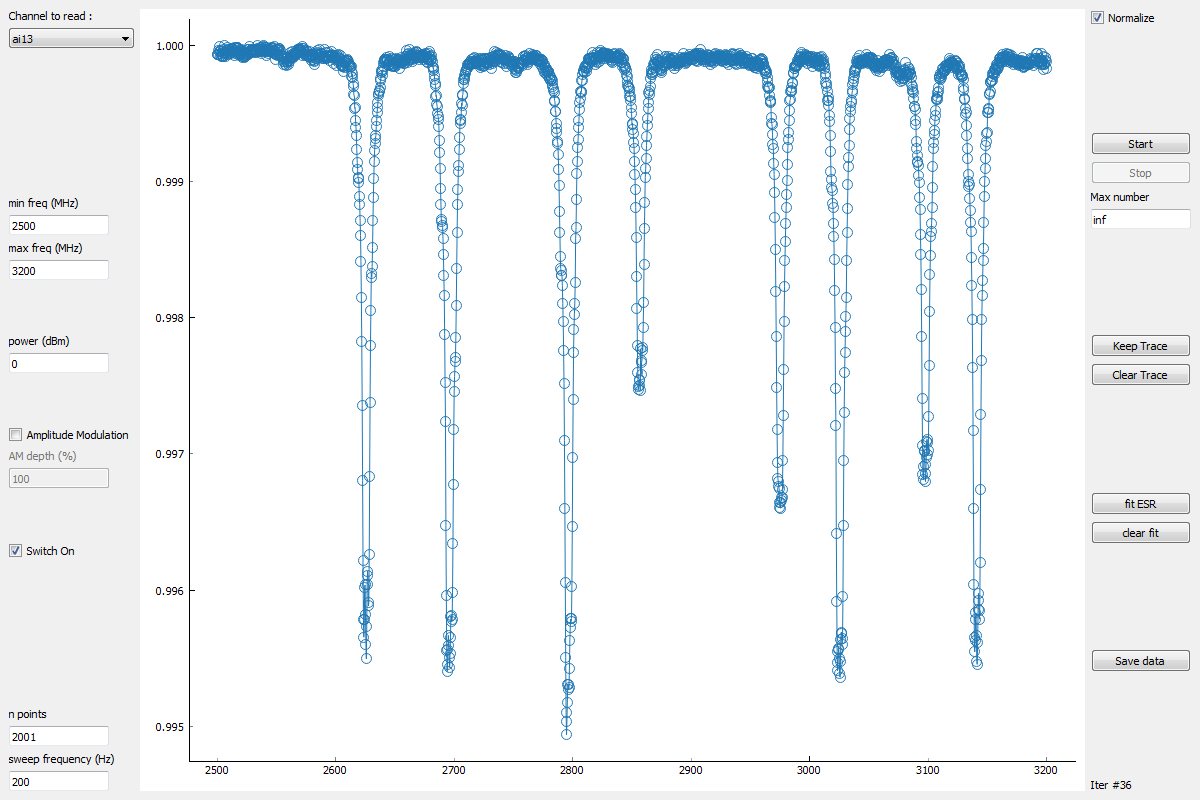 Channel to read :
ai13
min freq (MHz)
2500
max freq (MHz)
3200
power (dBm)
0
Amplitude Modulation
AM depth (%)
100
Switch On
n points
2001
sweep frequency (Hz)
200
1.000
0.999
0.998
0.997
0.996
0.995
2500 2600 2700 2800 2900 3000 3100 3200
Normalize
Start
Stop
Max number
inf
Keep Trace
Clear Trace
fit ESR
clear fit
Save data
Iter #36